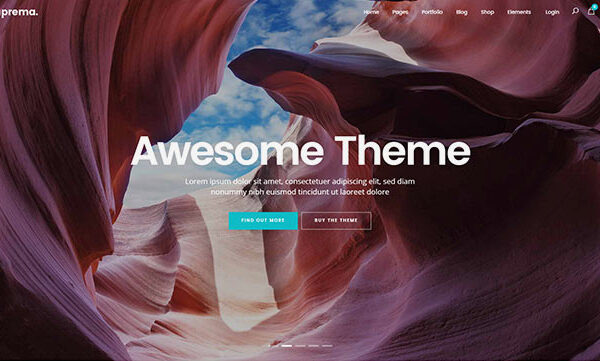 prema.
Home Pages Portfolio Blog Shop Elements Login
Awesome Theme
Lorem ipsum dolor sit amet, consectetuer adipiscing elit, sed diam
nonummy nibh euismod tincidunt ut laoreet dolore
FIND OUT MORE BUY THE THEME